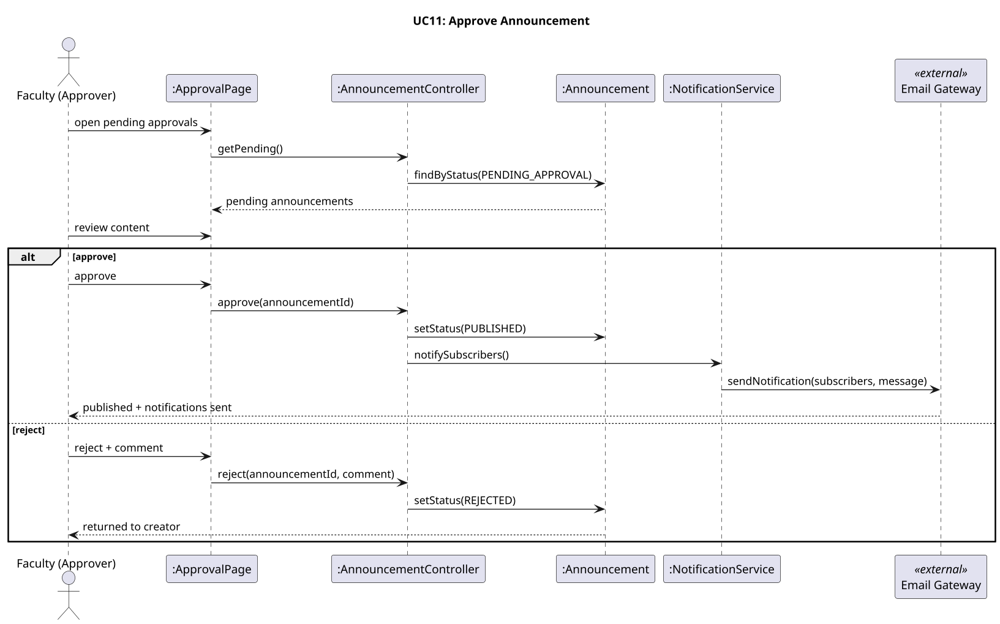 UC11: Approve Announcement
Faculty (Approver)
:ApprovalPage
:AnnouncementController
:Announcement
:NotificationService
«external»
Email Gateway
open pending approvals
getPending()
findByStatus(PENDING_APPROVAL)
pending announcements
review content
alt
[approve]
approve
approve(announcementId)
setStatus(PUBLISHED)
notifySubscribers()
sendNotification(subscribers, message)
published + notifications sent
[reject]
reject + comment
reject(announcementId, comment)
setStatus(REJECTED)
returned to creator
Faculty (Approver)
:ApprovalPage
:AnnouncementController
:Announcement
:NotificationService
«external»
Email Gateway